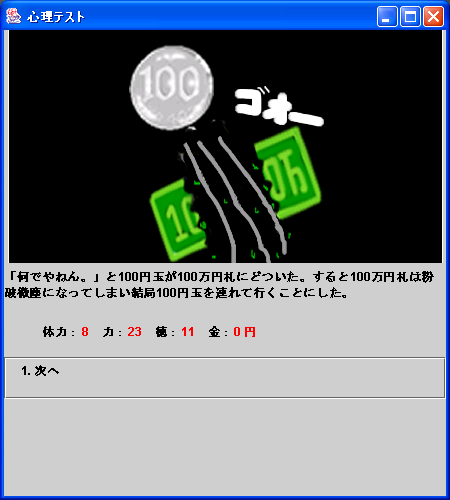 心理テスト
100
ゴォー
10
「何でやねん。」と100円玉が100万円札にどついた。すると100万円札は粉
破微塵になってしまい結局100円玉を連れて行くことにした。
体力：8 力：23 徳：11 金：0 円
1. 次へ